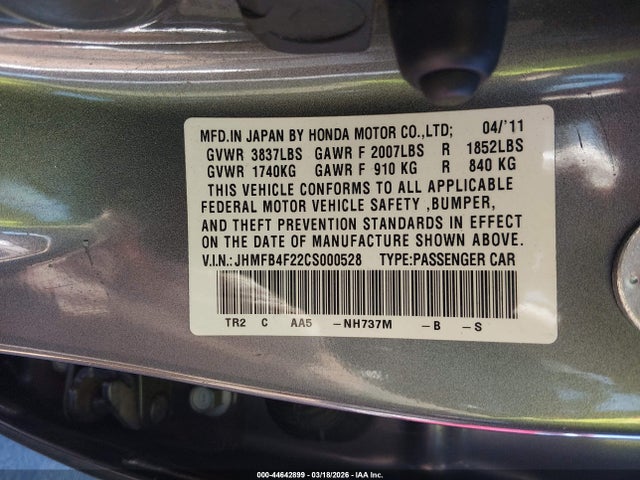 MFD.IN JAPAN BY HONDA MOTOR CO.,LTD; 04/'11
GVWR 3837LBS GAWR F 2007LBS R 1852LBS
GVWR 1740KG GAWR F 910 KG R 840 KG
THIS VEHICLE CONFORMS TO ALL APPLICABLE
FEDERAL MOTOR VEHICLE SAFETY ,BUMPER,
AND THEFT PREVENTION STANDARDS IN EFFECT
ON THE DATE OF MANUFACTURE SHOWN ABOVE.
V.I.N.:JHMFB4F22CS000528 TYPE:PASSENGER CAR
TR2 C AA5 -NH737M -B -S
000-44642899 | 03/18/2026 - IAA Inc.